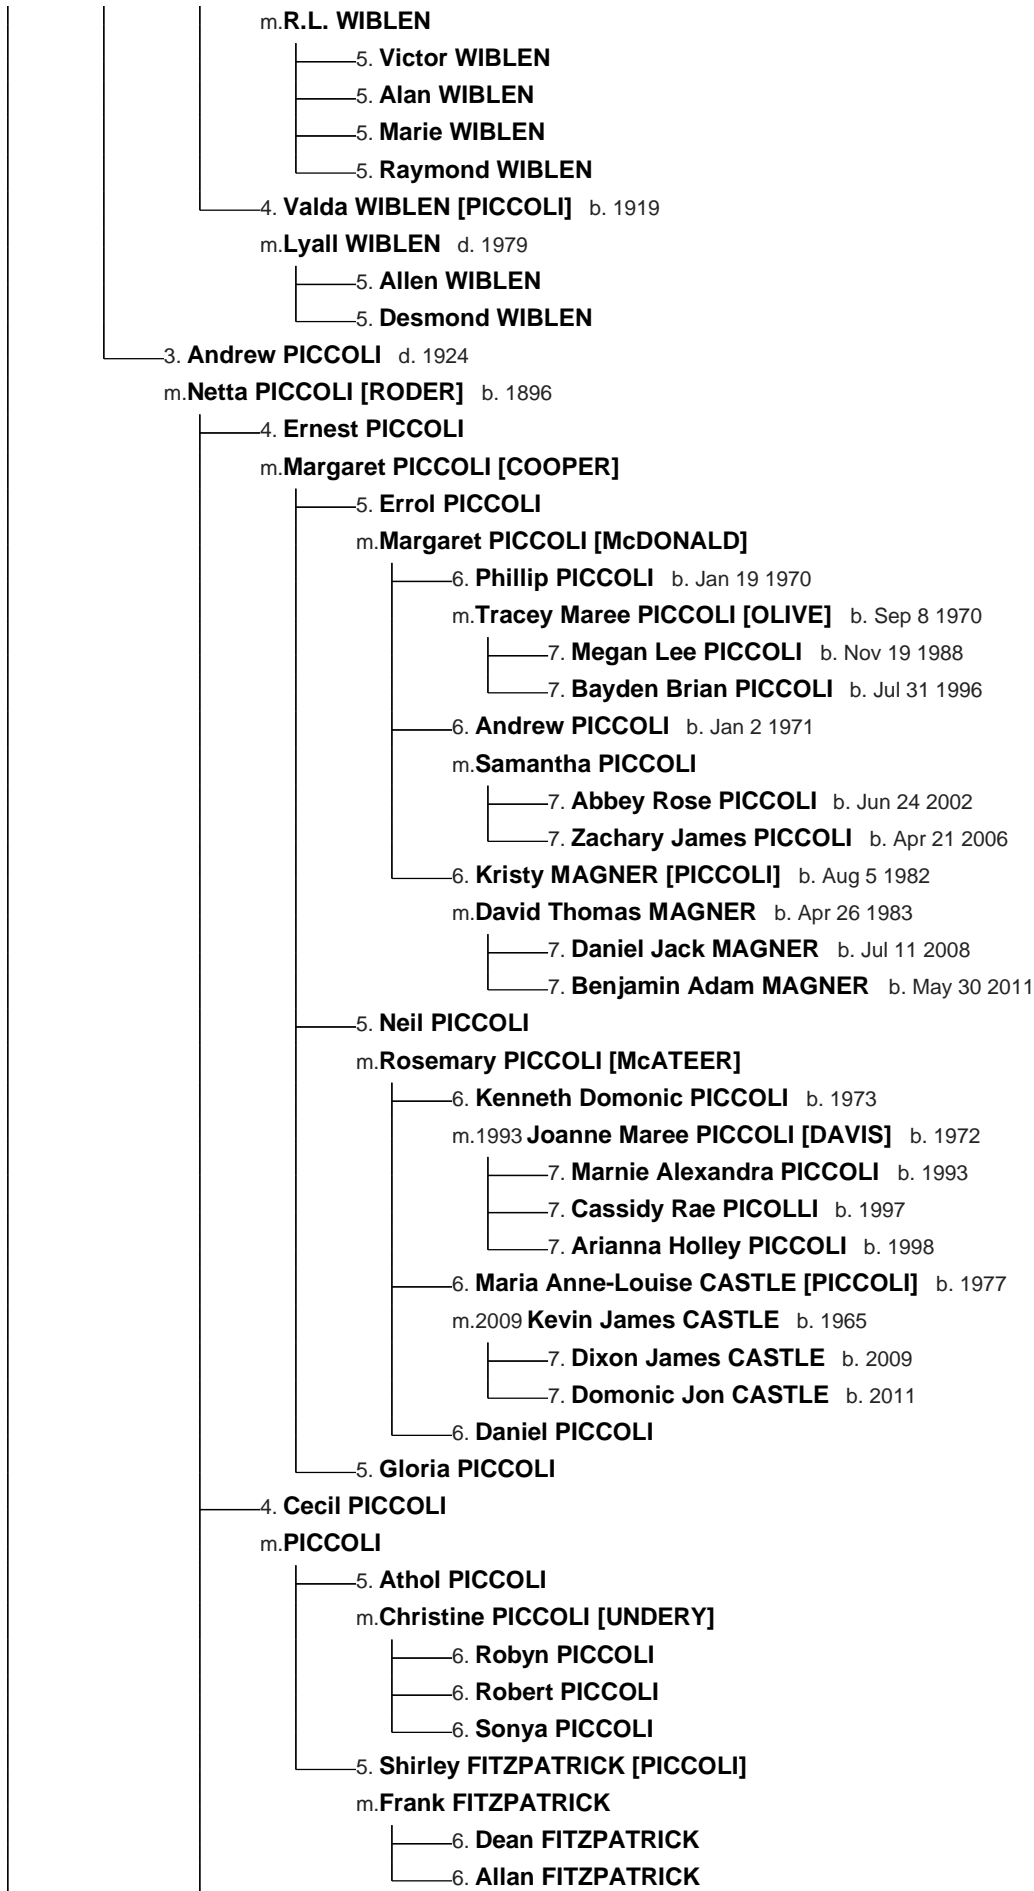 m.R.L. WIBLEN
5. Victor WIBLEN
5. Alan WIBLEN
5. Marie WIBLEN
5. Raymond WIBLEN
4. Valda WIBLEN [PICCOLI] b. 1919
m.Lyall WIBLEN d. 1979
5. Allen WIBLEN
5. Desmond WIBLEN
3. Andrew PICCOLI d. 1924
m.Netta PICCOLI [RODER] b. 1896
4. Ernest PICCOLI
m.Margaret PICCOLI [COOPER]
5. Errol PICCOLI
m.Margaret PICCOLI [McDONALD]
6. Phillip PICCOLI b. Jan 19 1970
m.Tracey Maree PICCOLI [OLIVE] b. Sep 8 1970
7. Megan Lee PICCOLI b. Nov 19 1988
7. Bayden Brian PICCOLI b. Jul 31 1996
6. Andrew PICCOLI b. Jan 2 1971
m.Samantha PICCOLI
7. Abbey Rose PICCOLI b. Jun 24 2002
7. Zachary James PICCOLI b. Apr 21 2006
6. Kristy MAGNER [PICCOLI] b. Aug 5 1982
m.David Thomas MAGNER b. Apr 26 1983
7. Daniel Jack MAGNER b. Jul 11 2008
7. Benjamin Adam MAGNER b. May 30 2011
5. Neil PICCOLI
m.Rosemary PICCOLI [McATEER]
6. Kenneth Domonic PICCOLI b. 1973
m.1993 Joanne Maree PICCOLI [DAVIS] b. 1972
7. Marnie Alexandra PICCOLI b. 1993
7. Cassidy Rae PICOLLI b. 1997
7. Arianna Holley PICCOLI b. 1998
6. Maria Anne-Louise CASTLE [PICCOLI] b. 1977
m.2009 Kevin James CASTLE b. 1965
7. Dixon James CASTLE b. 2009
7. Domonic Jon CASTLE b. 2011
6. Daniel PICCOLI
5. Gloria PICCOLI
4. Cecil PICCOLI
m.PICCOLI
5. Athol PICCOLI
m.Christine PICCOLI [UNDERY]
6. Robyn PICCOLI
6. Robert PICCOLI
6. Sonya PICCOLI
5. Shirley FITZPATRICK [PICCOLI]
m.Frank FITZPATRICK
6. Dean FITZPATRICK
6. Allan FITZPATRICK